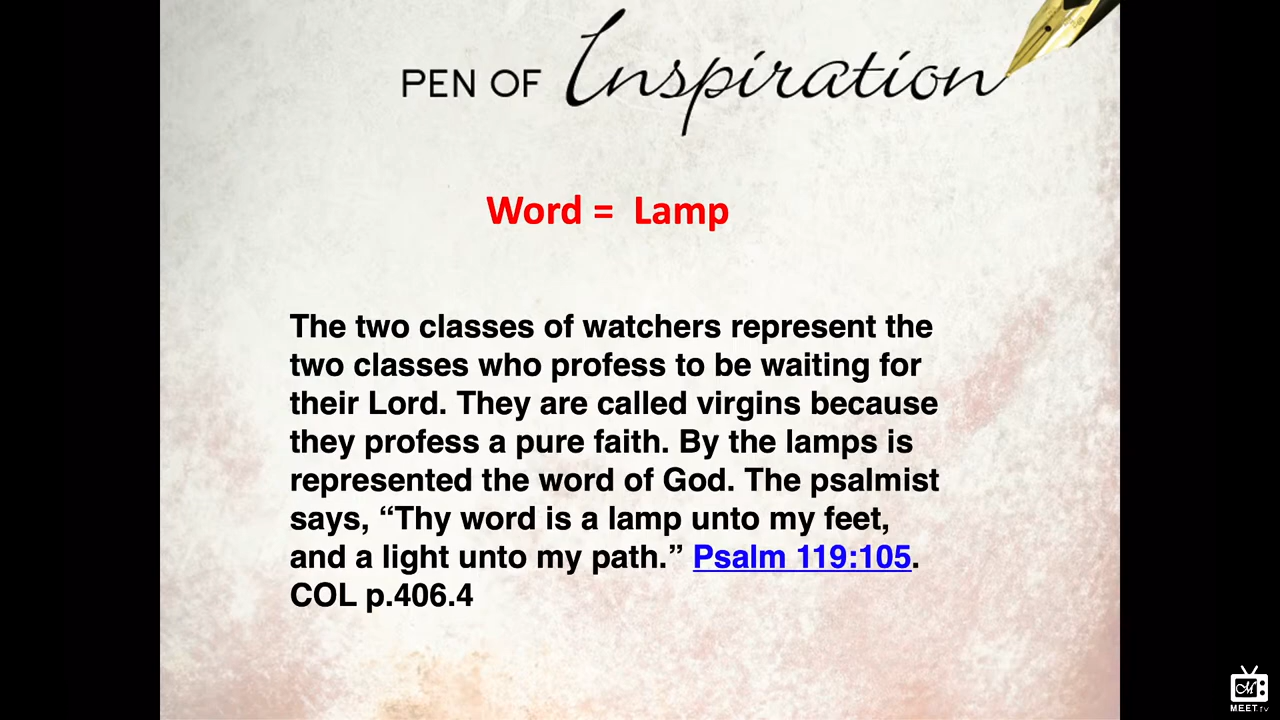 PEN OF Inspiration
Word = Lamp
The two classes of watchers represent the
two classes who profess to be waiting for
their Lord. They are called virgins because
they profess a pure faith. By the lamps is
represented the word of God. The psalmist
says, “Thy word is a lamp unto my feet,
and a light unto my path.” Psalm 119:105.
COL p.406.4
M
MEET.TV